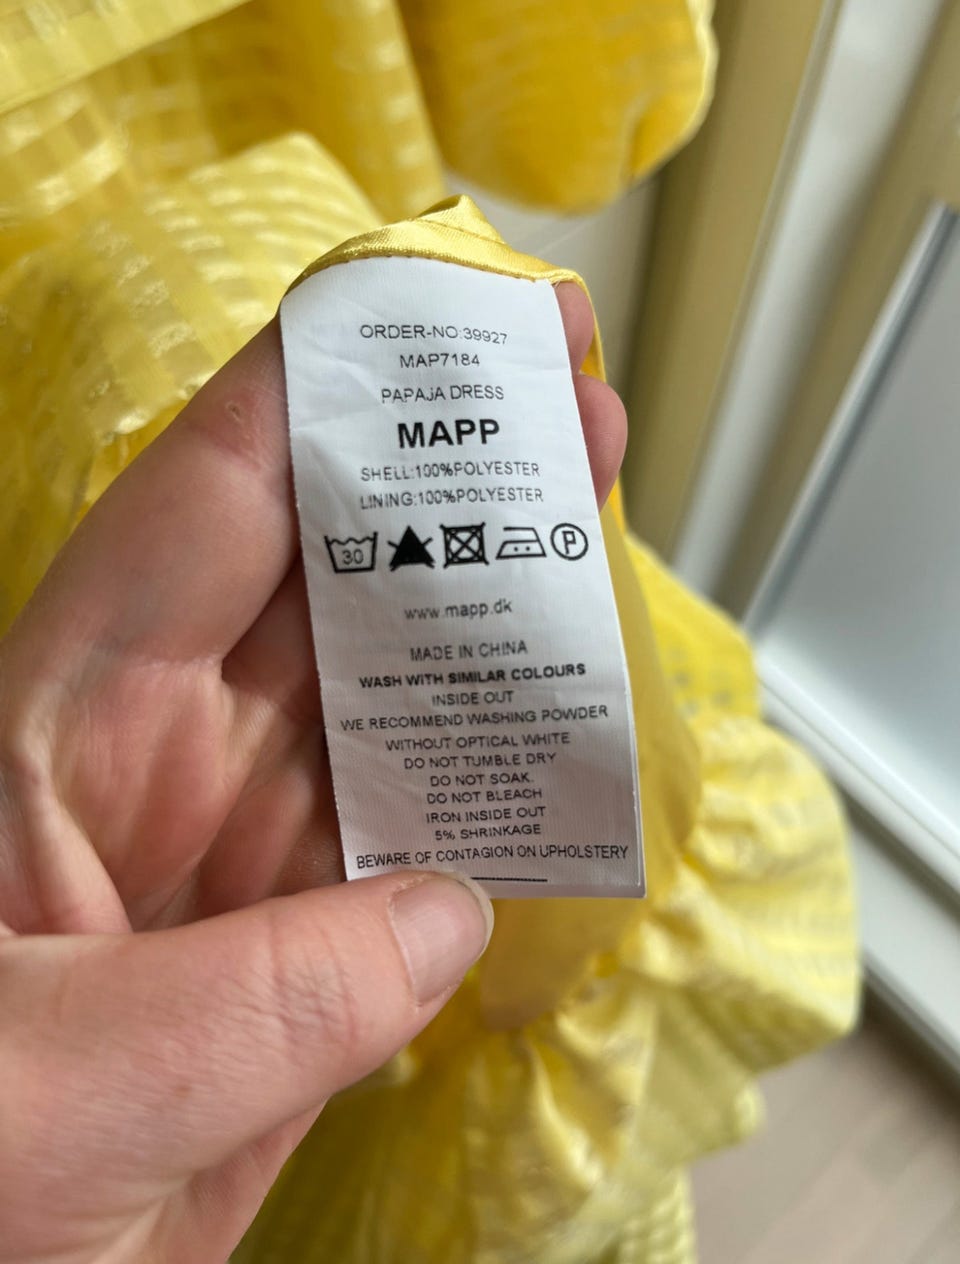 ORDER-NO:39927
MAP7184
PAPAJA DRESS
MAPP
SHELL:100%POLYESTER
LINING:100%POLYESTER
30 P
www.mapp.dk
MADE IN CHINA
WASH WITH SIMILAR COLOURS
INSIDE OUT
WE RECOMMEND WASHING POWDER
WITHOUT OPTICAL WHITE
DO NOT TUMBLE DRY
DO NOT SOAK.
DO NOT BLEACH
IRON INSIDE OUT
5% SHRINKAGE
BEWARE OF CONTAGION ON UPHOLSTERY